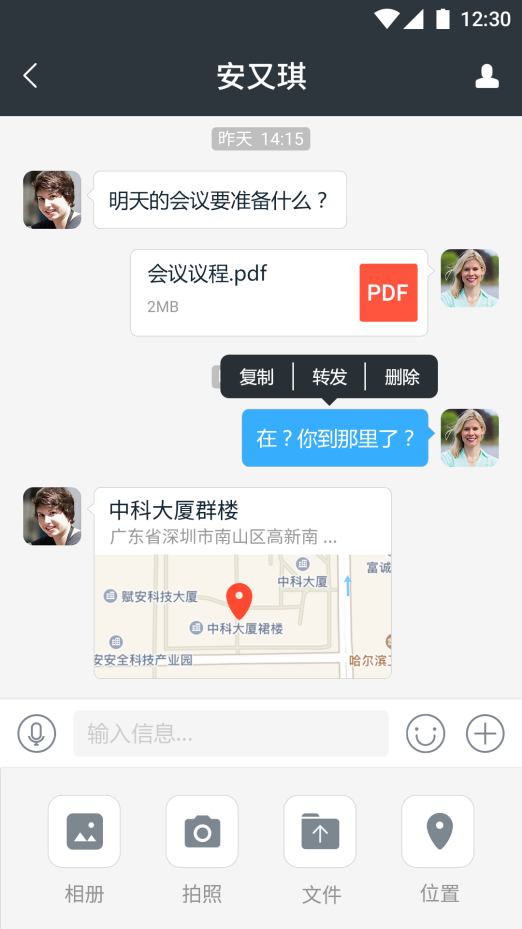 12:30
安又琪
昨天 14:15
明天的会议要准备什么？
会议议程.pdf
2MB
PDF
复制 转发 删除
在？你到那里了？
中科大厦群楼
广东省深圳市南山区高新南 ...
富诚
中科大厦
赋安科技大厦
中科大厦裙楼
安安全科技产业园
哈尔滨工
输入信息...
相册 拍照 文件 位置